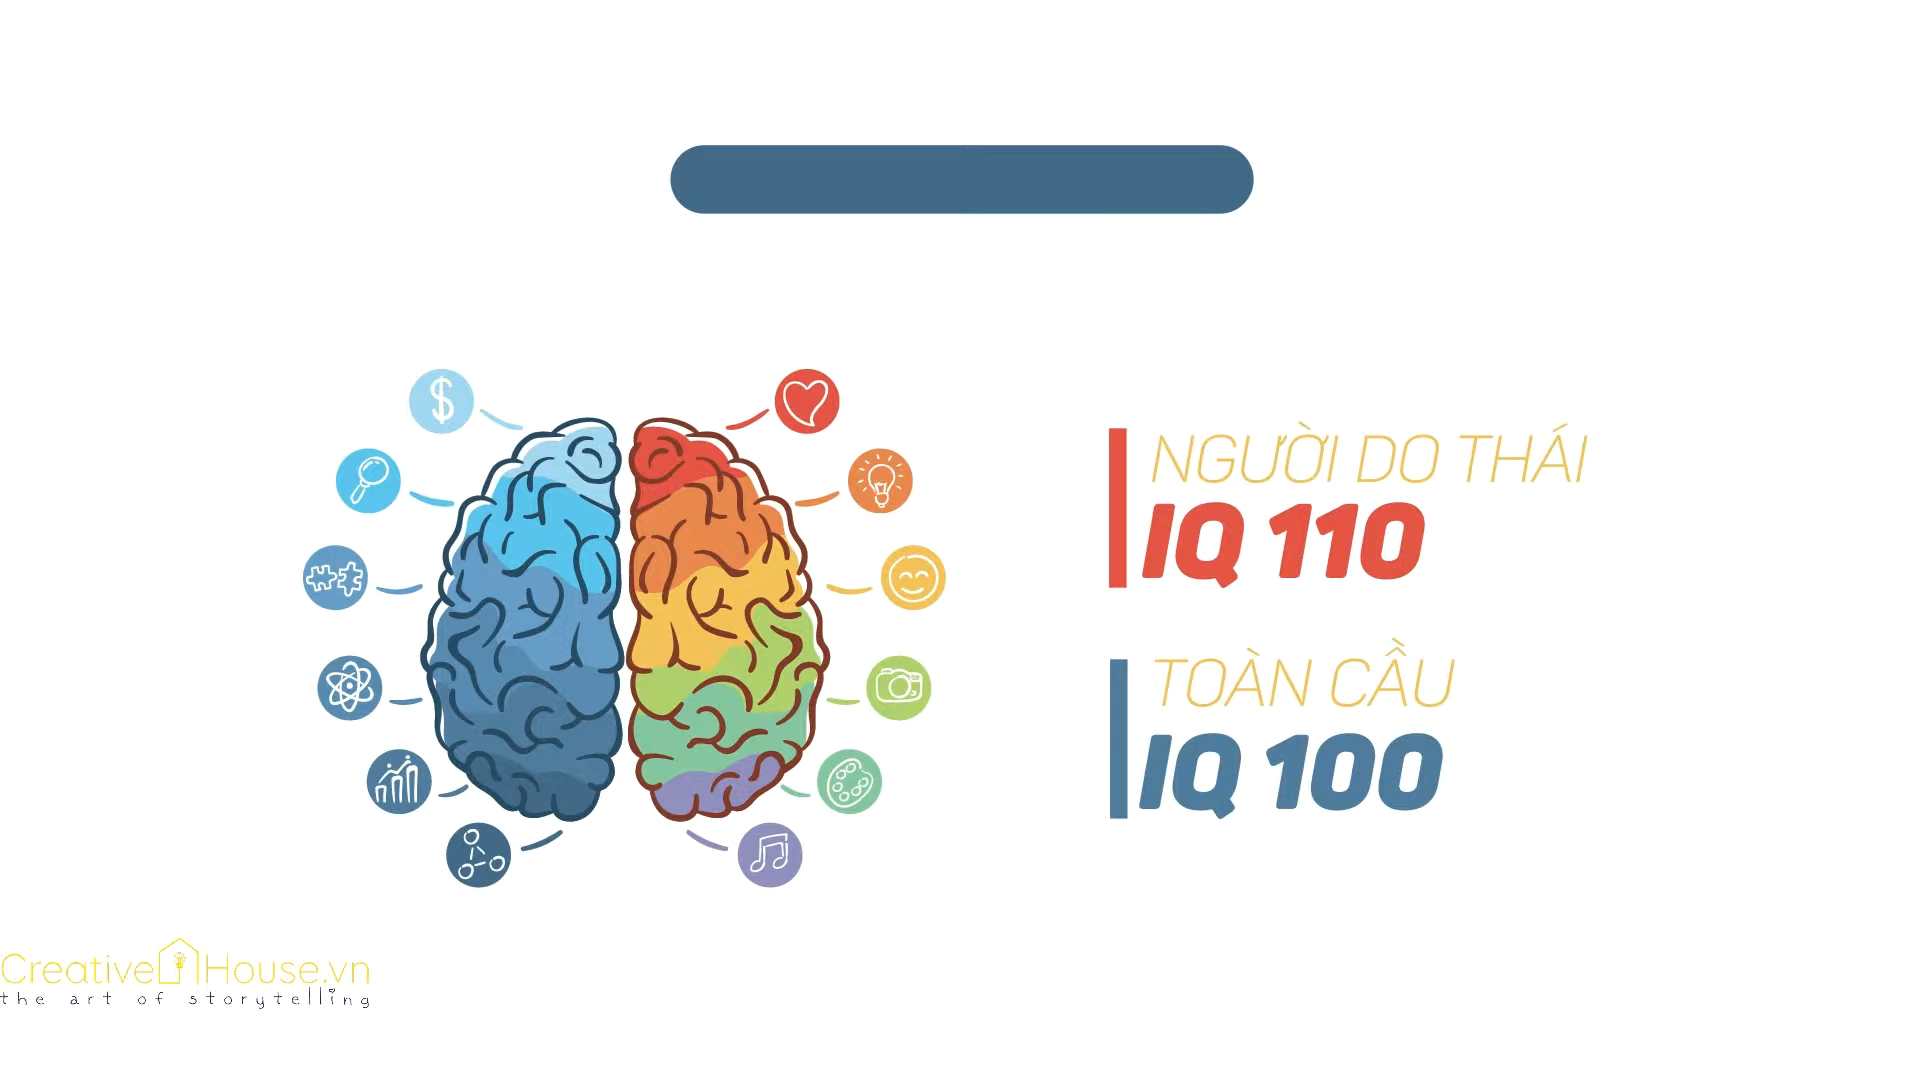 NGƯỜI DO THÁI
IQ 110
TOÀN CẦU
IQ 100
CreativeHouse.vn
the art of storytelling